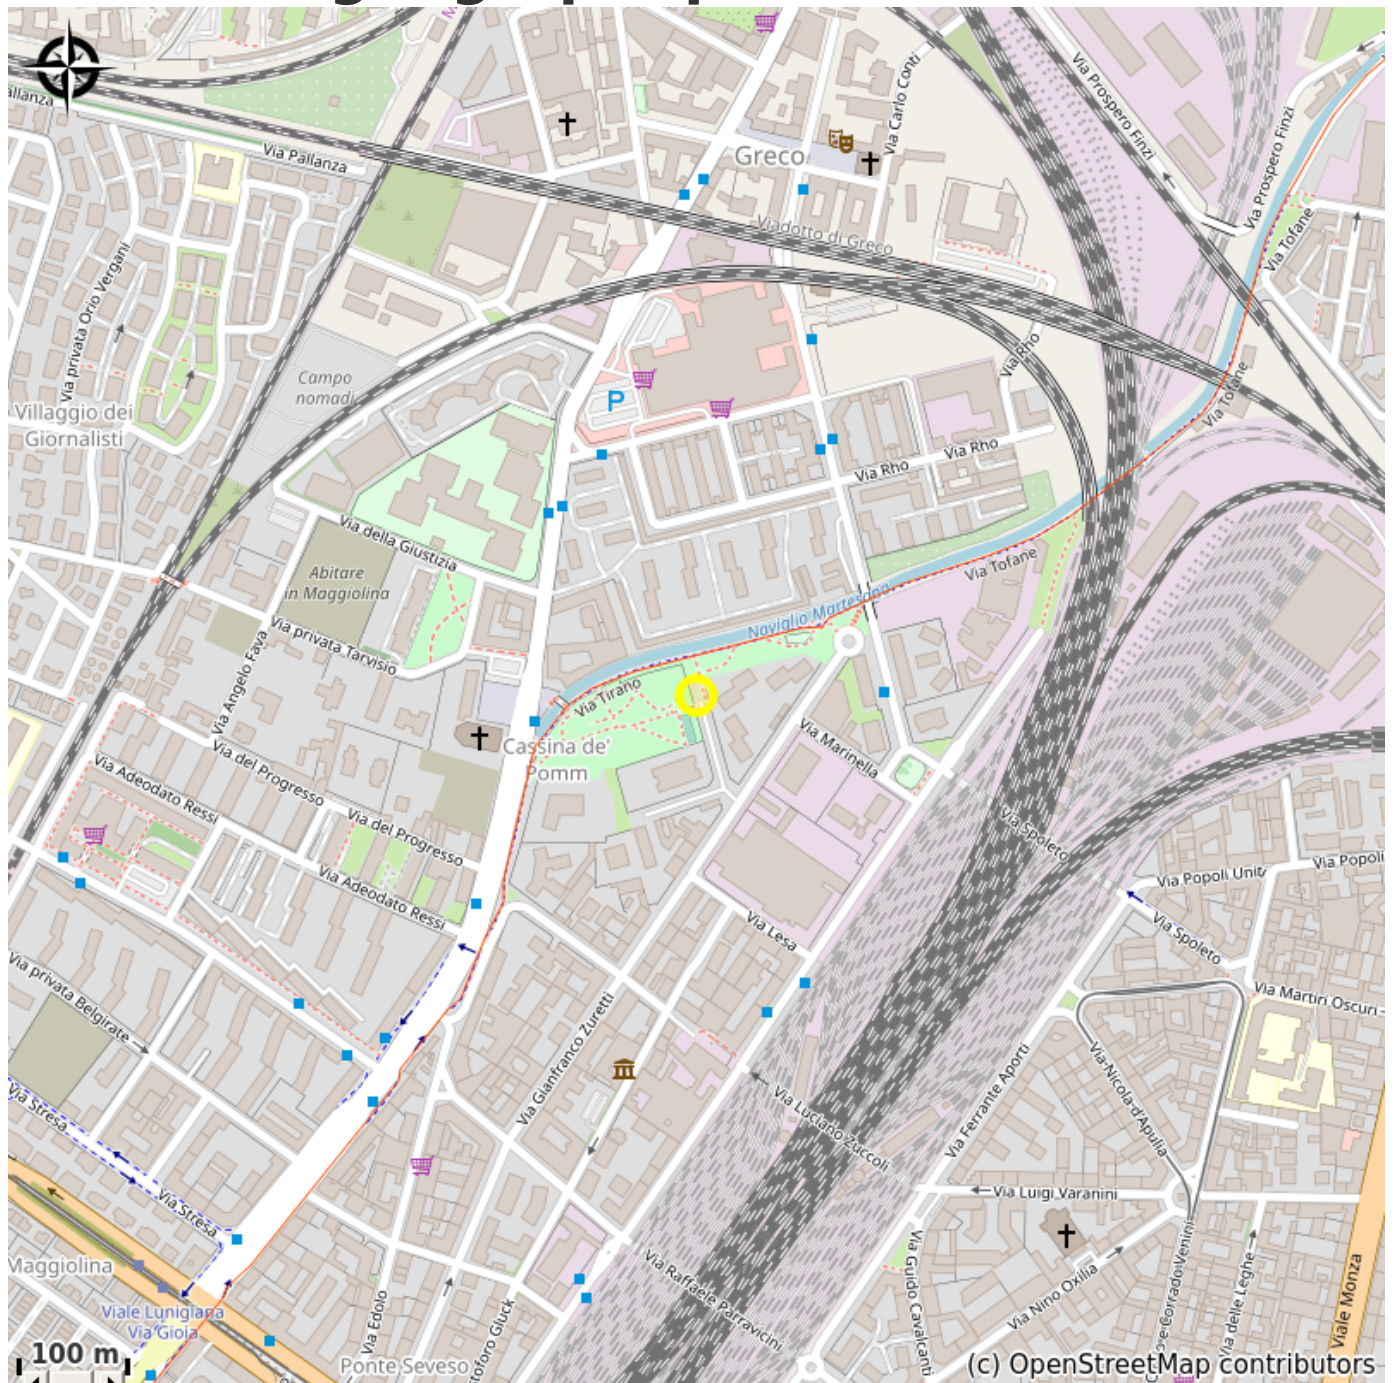 Via Pallanza
Greco
Via Carlo Conti
Via Prospero Finzi
Via Prospero Finzi
Via Tofane
Viadotto di Greco
Via privata Orio Vergani
Campo
nomadi
Villaggio dei
Giornalisti
P
Via Rho
Via Tofane
Via Rho
Via Rho
Via della Giustizia
Abitare
in Maggiolina
Via Tofane
Naviglio Martesana
Via privata Tarvisio
Via Angelo Fava
Via Tirano
Cassina de'
Pomm
Via Marinella
Via del Progresso
Via Adeodato Ressi
Via del Progresso
Via Adeodato Ressi
Via Spoleto
Via Popoli Uniti
Via Popoli
Via Lesa
Via Spoleto
Via Martiri Oscuri
Via privata Belgirate
Via Gianfranco Zuretti
Via Stresa
Via Luciano Zuccoli
Via Ferrante Aporti
Via Nicola d'Apulia
Via Stresa
Via Luigi Varanini
Maggiolina
Viale Lunigiana
Via Gioia
Via Edolo
Via Raffaele Parravicini
Via Guido Cavalcanti
Via Nino Oxilia
Corrado Venini
Via delle Leghe
Viale Monza
Ponte Seveso
100 m
(c) OpenStreetMap contributors